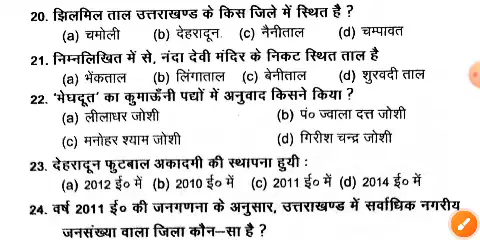 20. झिलमिल ताल उत्तराखण्ड के किस जिले में स्थित है ?
(a) चमोली (b) देहरादून (c) नैनीताल (d) चम्पावत
21. निम्नलिखित में से, नंदा देवी मंदिर के निकट स्थित ताल है
(a) भेंकताल (b) लिंगाताल (c) बेनीताल (d) शुरवदी ताल
22. 'मेघदूत' का कुमाऊँनी पद्यों में अनुवाद किसने किया ?
(a) लीलाधर जोशी (b) पं० ज्वाला दत्त जोशी
(c) मनोहर श्याम जोशी (d) गिरीश चन्द्र जोशी
23. देहरादून फुटबाल अकादमी की स्थापना हुयी :
(a) 2012 ई० में (b) 2010 ई० में (c) 2011 ई० में (d) 2014 ई० में
24. वर्ष 2011 ई० की जनगणना के अनुसार, उत्तराखण्ड में सर्वाधिक नगरीय
जनसंख्या वाला जिला कौन-सा है ?